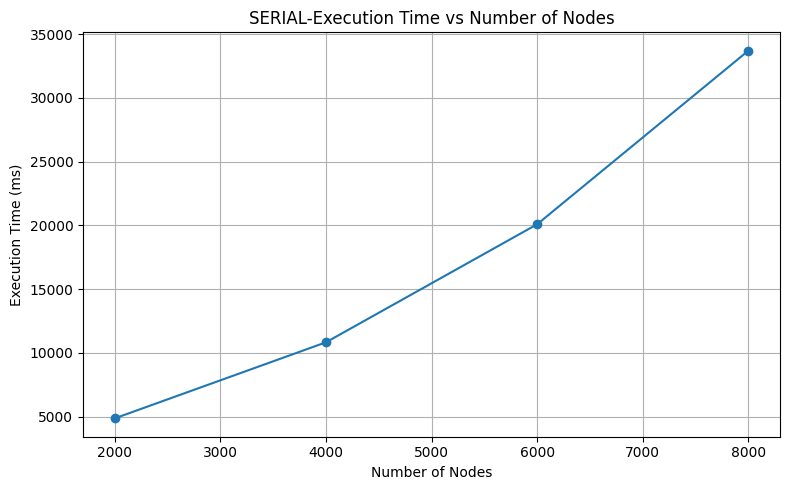 SERIAL-Execution Time vs Number of Nodes
Execution Time (ms)
35000
30000
25000
20000
15000
10000
5000
2000 3000 4000 5000 6000 7000 8000
Number of Nodes